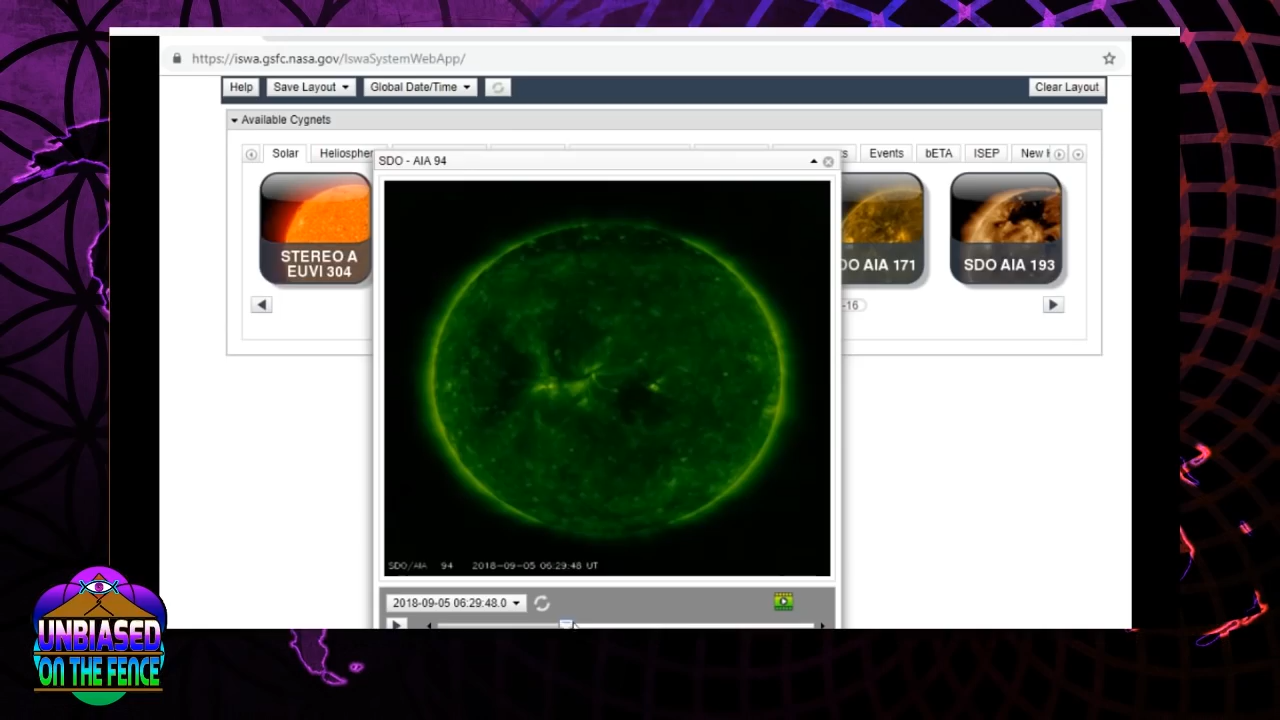 https://iswa.gsfc.nasa.gov/IswaSystemWebApp/
Help Save Layout Global Date/Time Clear Layout
Available Cygnets
Solar Events bETA ISEP New
SDO - AIA 94
STEREO A
EUVI 304
AIA 171
SDO AIA 193
-16
SDO/AIA 94 2018-09-05 06:29:48 UT
2018-09-05 06:29:48.0
UNBIASED
ON THE FENCE